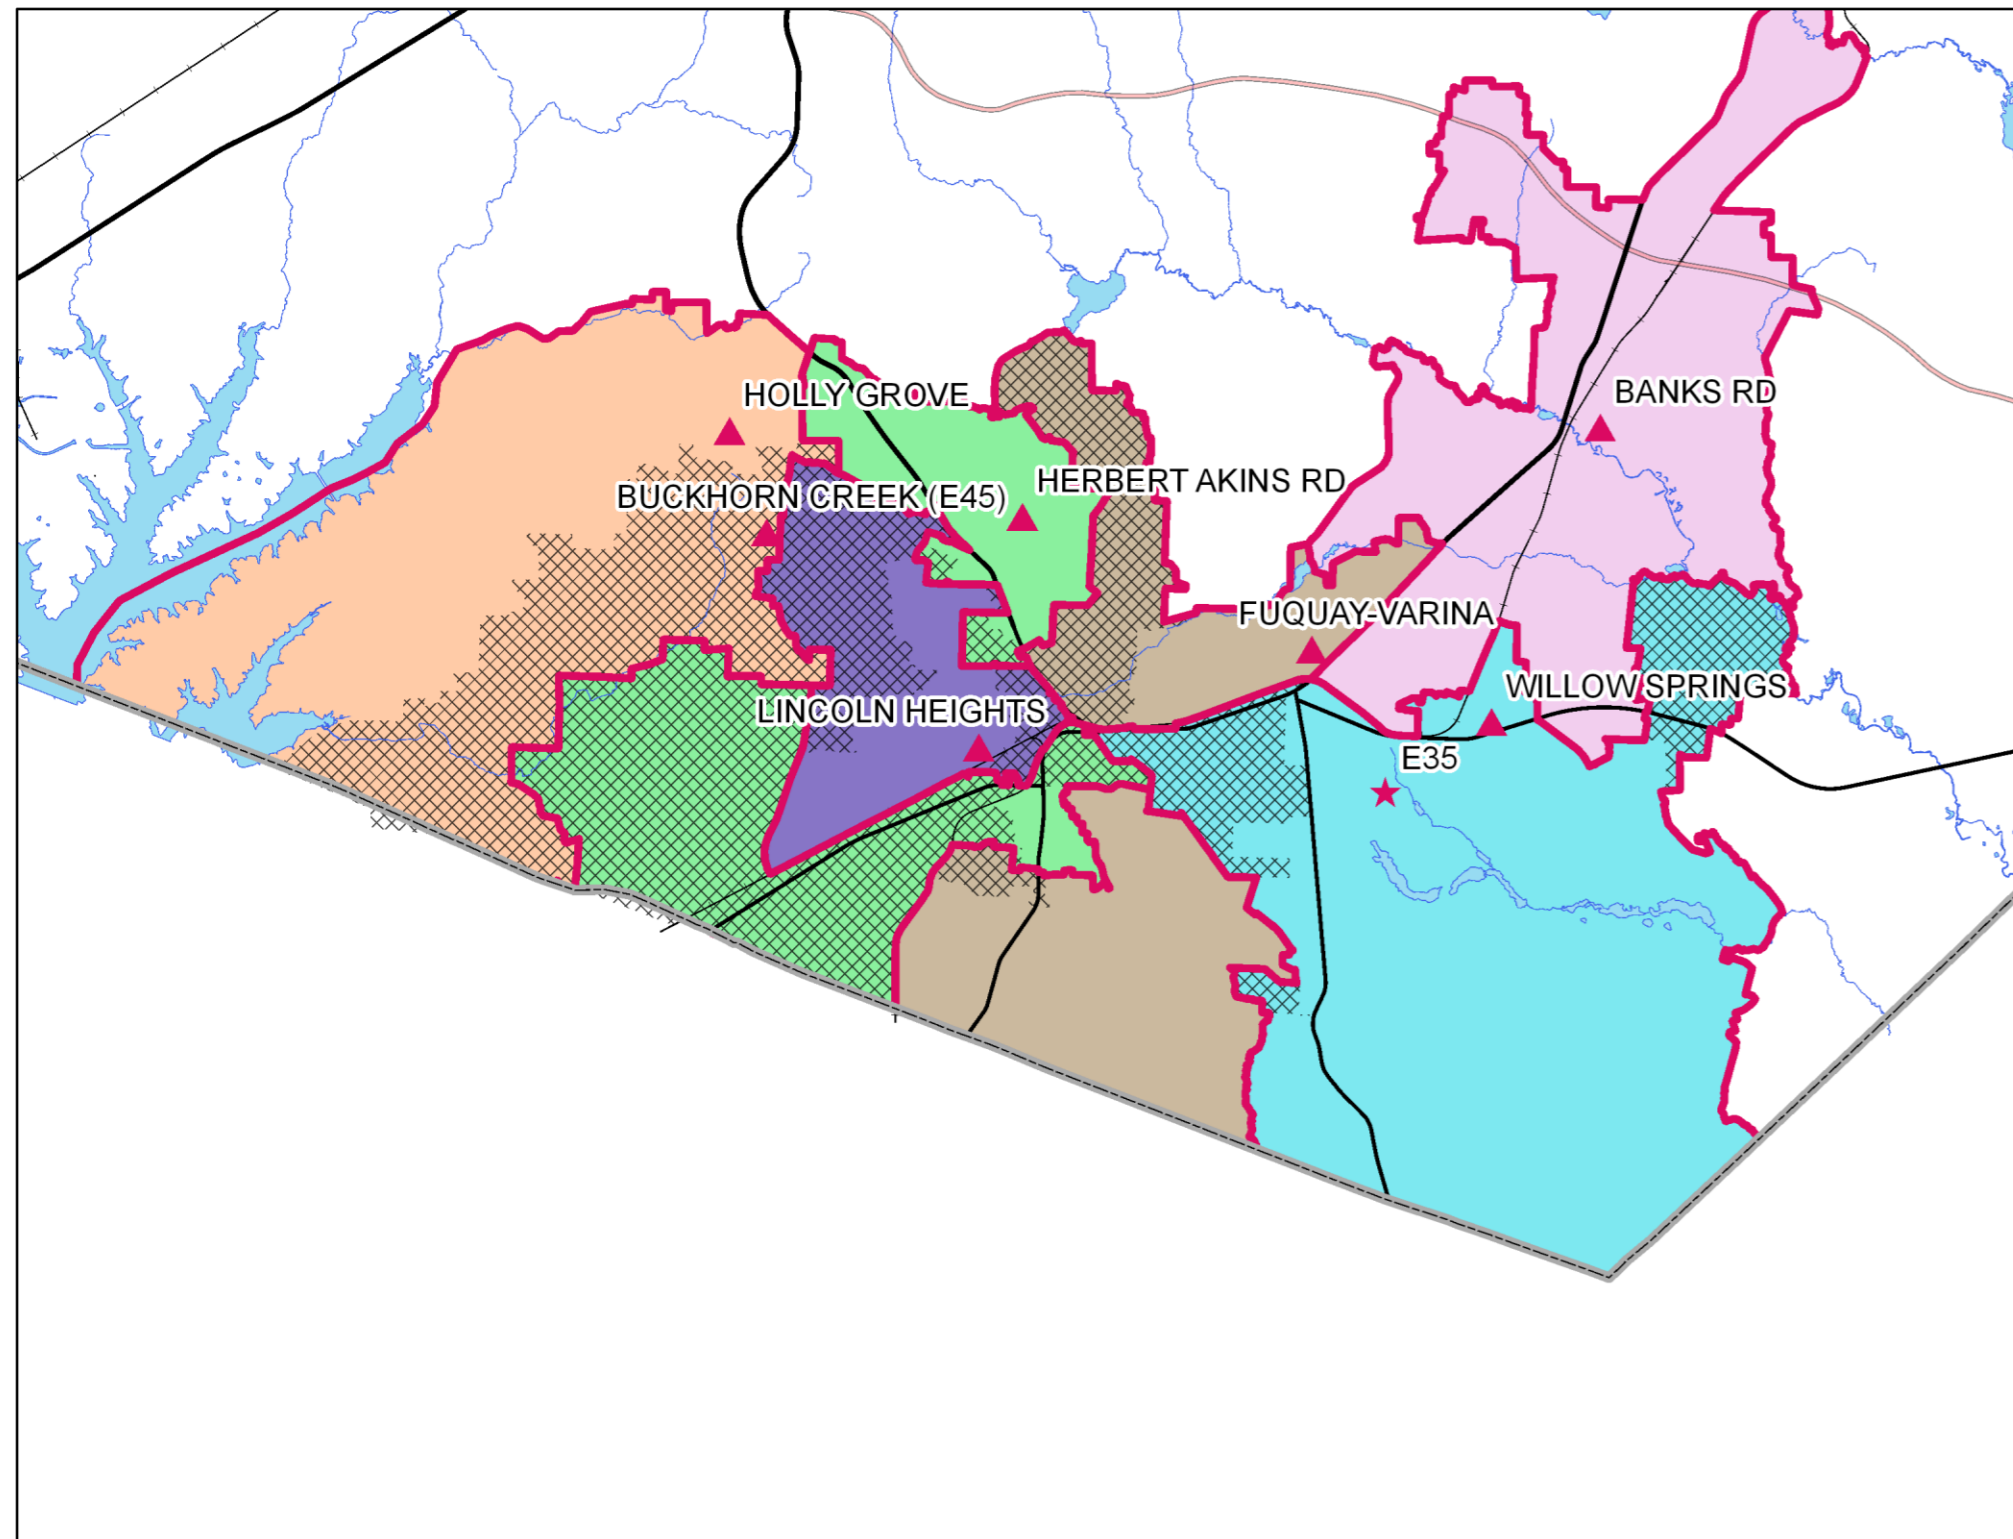 HOLLY GROVE
BANKS RD
HERBERT AKINS RD
BUCKHORN CREEK (E45)
FUQUAY-VARINA
WILLOW SPRINGS
LINCOLN HEIGHTS
E35